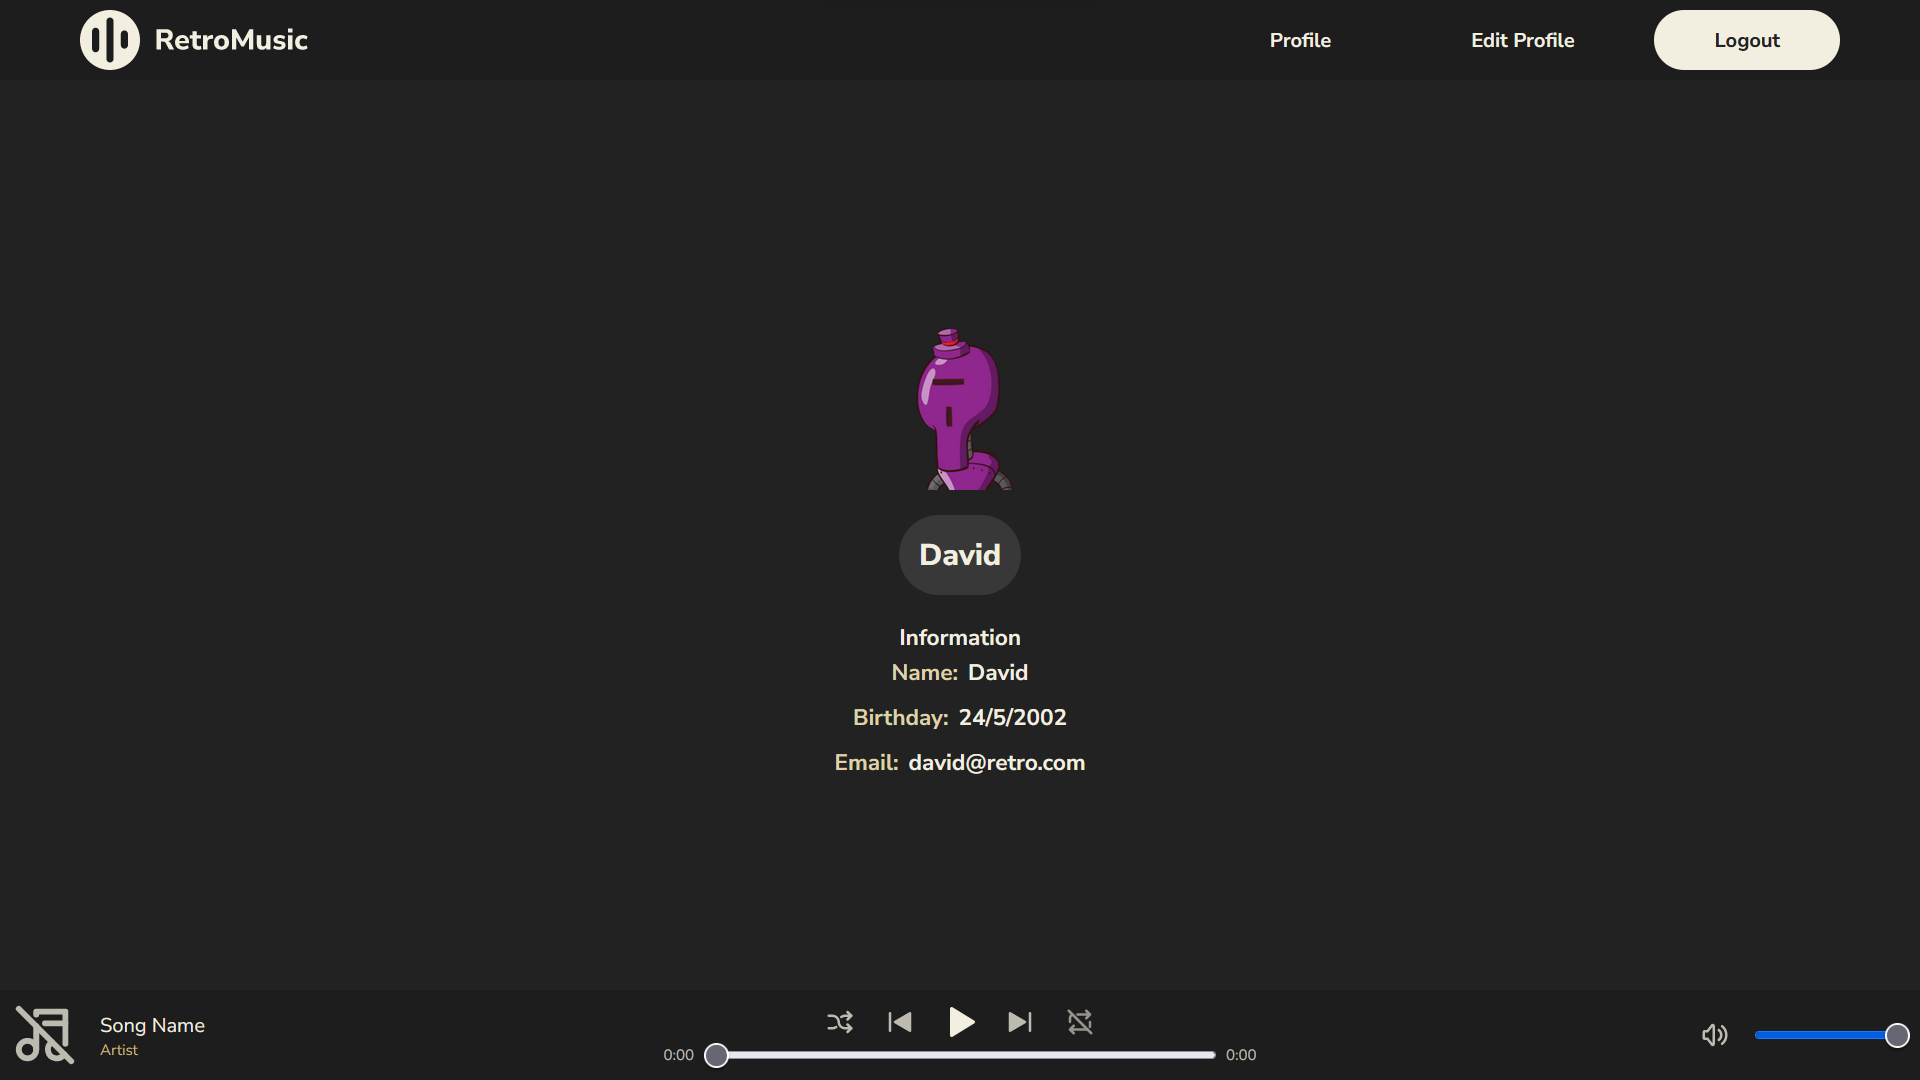 RetroMusic
Profile
Edit Profile
Logout
David
Information
Name: David
Birthday: 24/5/2002
Email: david@retro.com
Song Name
Artist
0:00
0:00